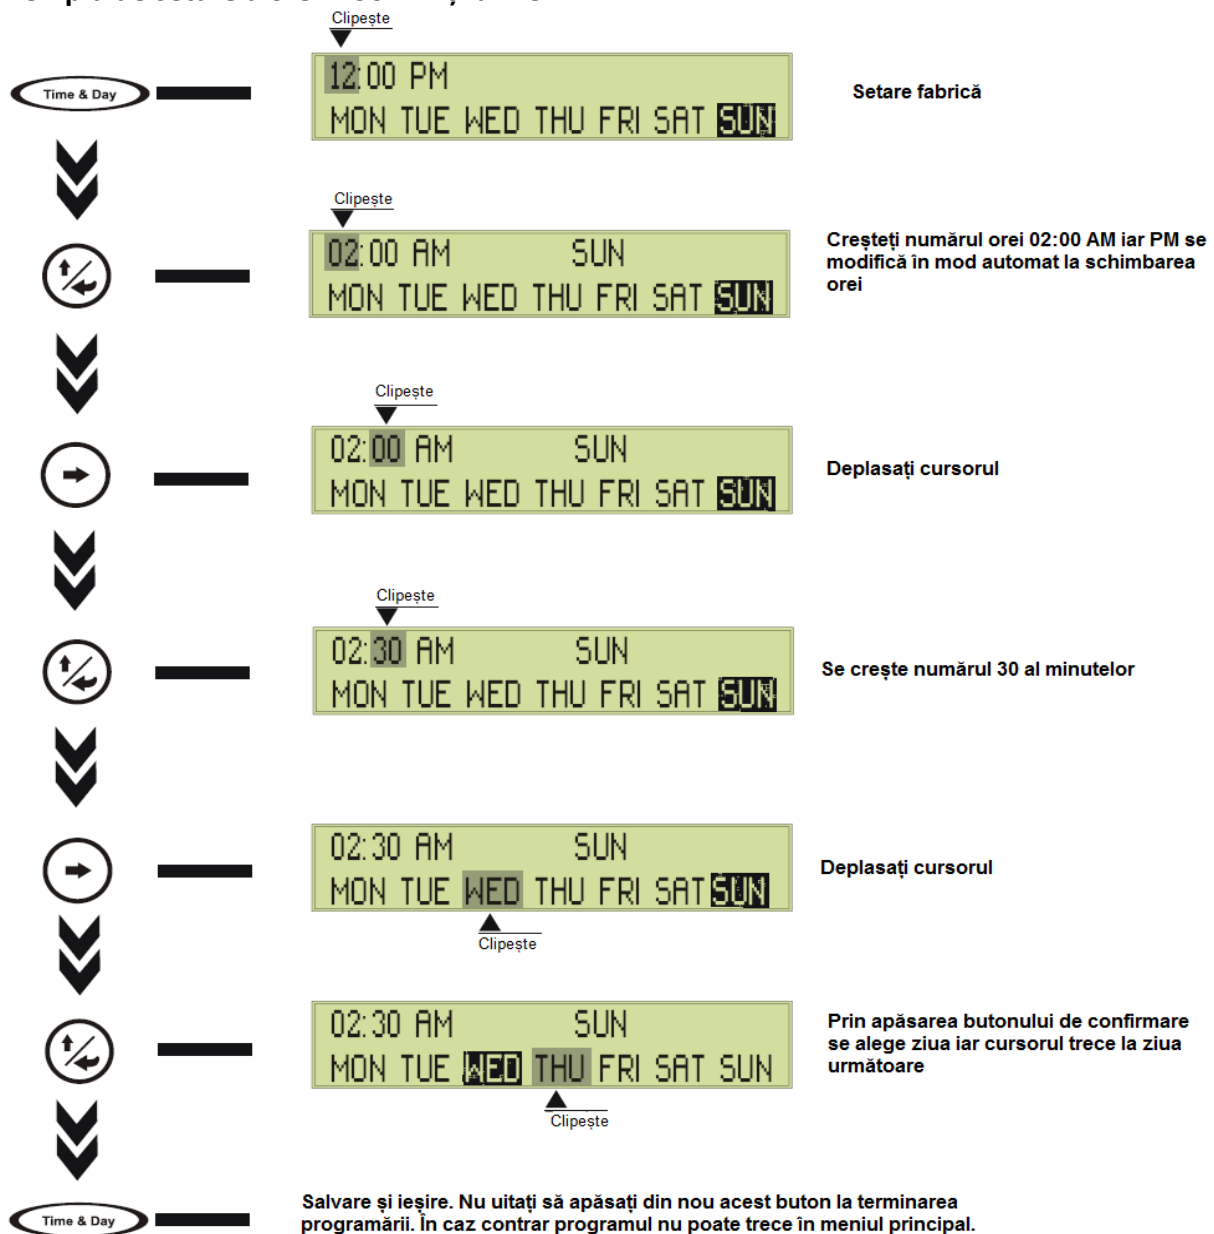 Clipește
12:00 PM
Time & Day
Setare fabrică
MON TUE WED THU FRI SAT SUN
Clipește
02:00 AM SUN
MON TUE WED THU FRI SAT SUN
Creșteți numărul orei 02:00 AM iar PM se
modifică în mod automat la schimbarea
orei
Clipește
02:00 AM SUN
MON TUE WED THU FRI SAT SUN
Deplasați cursorul
Clipește
02:30 AM SUN
MON TUE WED THU FRI SAT SUN
Se crește numărul 30 al minutelor
02:30 AM SUN
MON TUE WED THU FRI SAT SUN
Clipește
Deplasați cursorul
02:30 AM SUN
MON TUE WED THU FRI SAT SUN
Clipește
Prin apăsarea butonului de confirmare
se alege ziua iar cursorul trece la ziua
următoare
Time & Day
Salvare și ieșire. Nu uitați să apăsați din nou acest buton la terminarea
programării. În caz contrar programul nu poate trece în meniul principal.